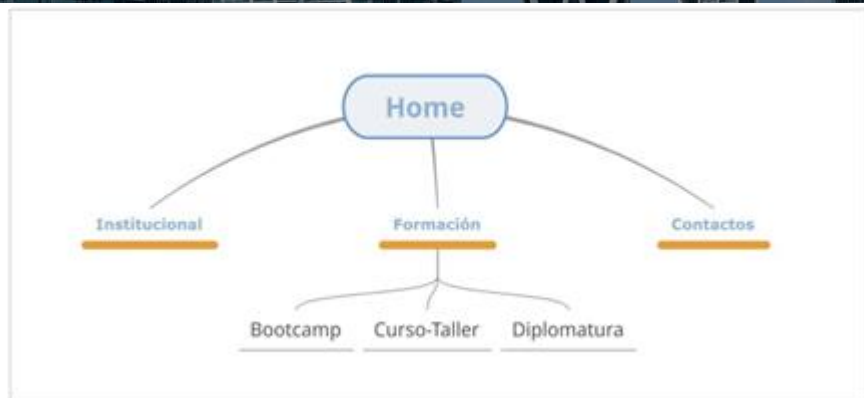 Home
Institucional Formación Contactos
Bootcamp Curso-Taller Diplomatura